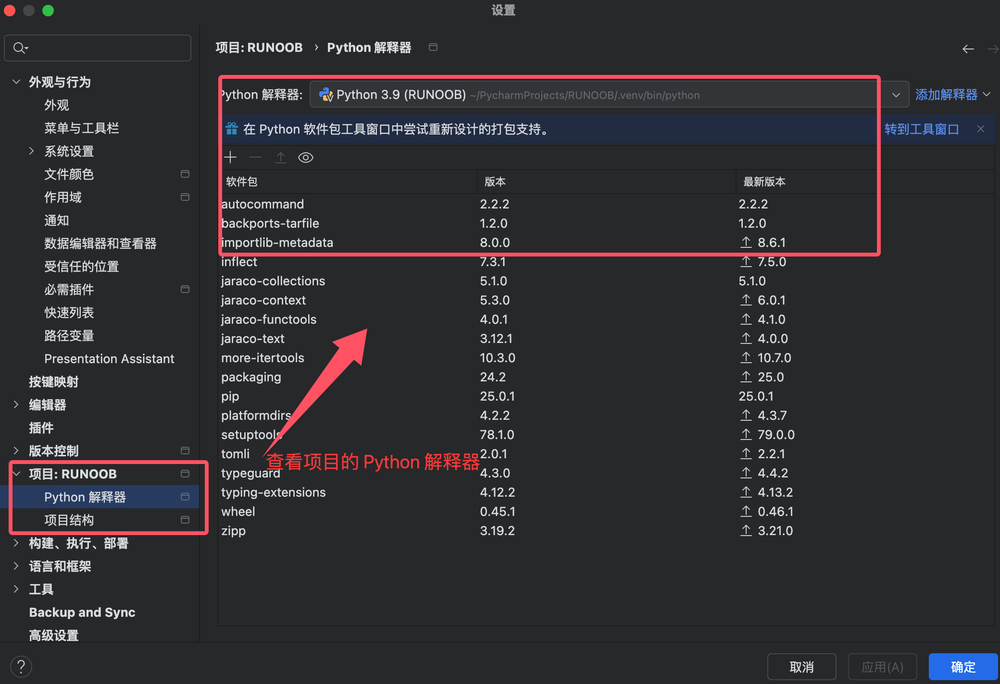 设置
外观与行为
外观
菜单与工具栏
系统设置
文件颜色
作用域
通知
数据编辑器和查看器
受信任的位置
必需插件
快速列表
路径变量
Presentation Assistant
按键映射
编辑器
插件
版本控制
项目: RUNOOB
Python 解释器
项目结构
构建、执行、部署
语言和框架
工具
Backup and Sync
高级设置
项目: RUNOOB › Python 解释器
Python 解释器: Python 3.9 (RUNOOB) ~/PycharmProjects/RUNOOB/.venv/bin/python 添加解释器
在 Python 软件包工具窗口中尝试重新设计的打包支持。 转到工具窗口
软件包 版本 最新版本
autocommand 2.2.2 2.2.2
backports-tarfile 1.2.0 1.2.0
importlib-metadata 8.0.0 8.6.1
inflect 7.3.1 7.5.0
jaraco-collections 5.1.0 5.1.0
jaraco-context 5.3.0 6.0.1
jaraco-functools 4.0.1 4.1.0
jaraco-text 3.12.1 4.0.0
more-itertools 10.3.0 10.7.0
packaging 24.2 25.0
pip 25.0.1 25.0.1
platformdirs 4.2.2 4.3.7
setuptools 78.1.0 79.0.0
tomli 2.0.1 2.2.1
查看项目的 Python 解释器
typeguard 4.3.0 4.4.2
typing-extensions 4.12.2 4.13.2
wheel 0.45.1 0.46.1
zipp 3.19.2 3.21.0
? 取消 应用(A) 确定